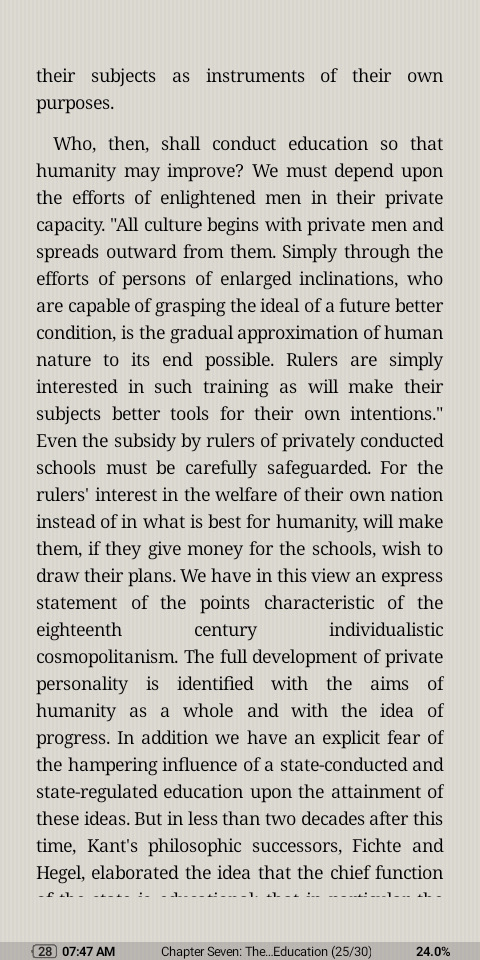 their subjects as instruments of their own
purposes.
Who, then, shall conduct education so that
humanity may improve? We must depend upon
the efforts of enlightened men in their private
capacity. "All culture begins with private men and
spreads outward from them. Simply through the
efforts of persons of enlarged inclinations, who
are capable of grasping the ideal of a future better
condition, is the gradual approximation of human
nature to its end possible. Rulers are simply
interested in such training as will make their
subjects better tools for their own intentions."
Even the subsidy by rulers of privately conducted
schools must be carefully safeguarded. For the
rulers' interest in the welfare of their own nation
instead of in what is best for humanity, will make
them, if they give money for the schools, wish to
draw their plans. We have in this view an express
statement of the points characteristic of the
eighteenth century individualistic
cosmopolitanism. The full development of private
personality is identified with the aims of
humanity as a whole and with the idea of
progress. In addition we have an explicit fear of
the hampering influence of a state-conducted and
state-regulated education upon the attainment of
these ideas. But in less than two decades after this
time, Kant's philosophic successors, Fichte and
Hegel, elaborated the idea that the chief function
28 07:47 AM Chapter Seven: The...Education (25/30) 24.0%